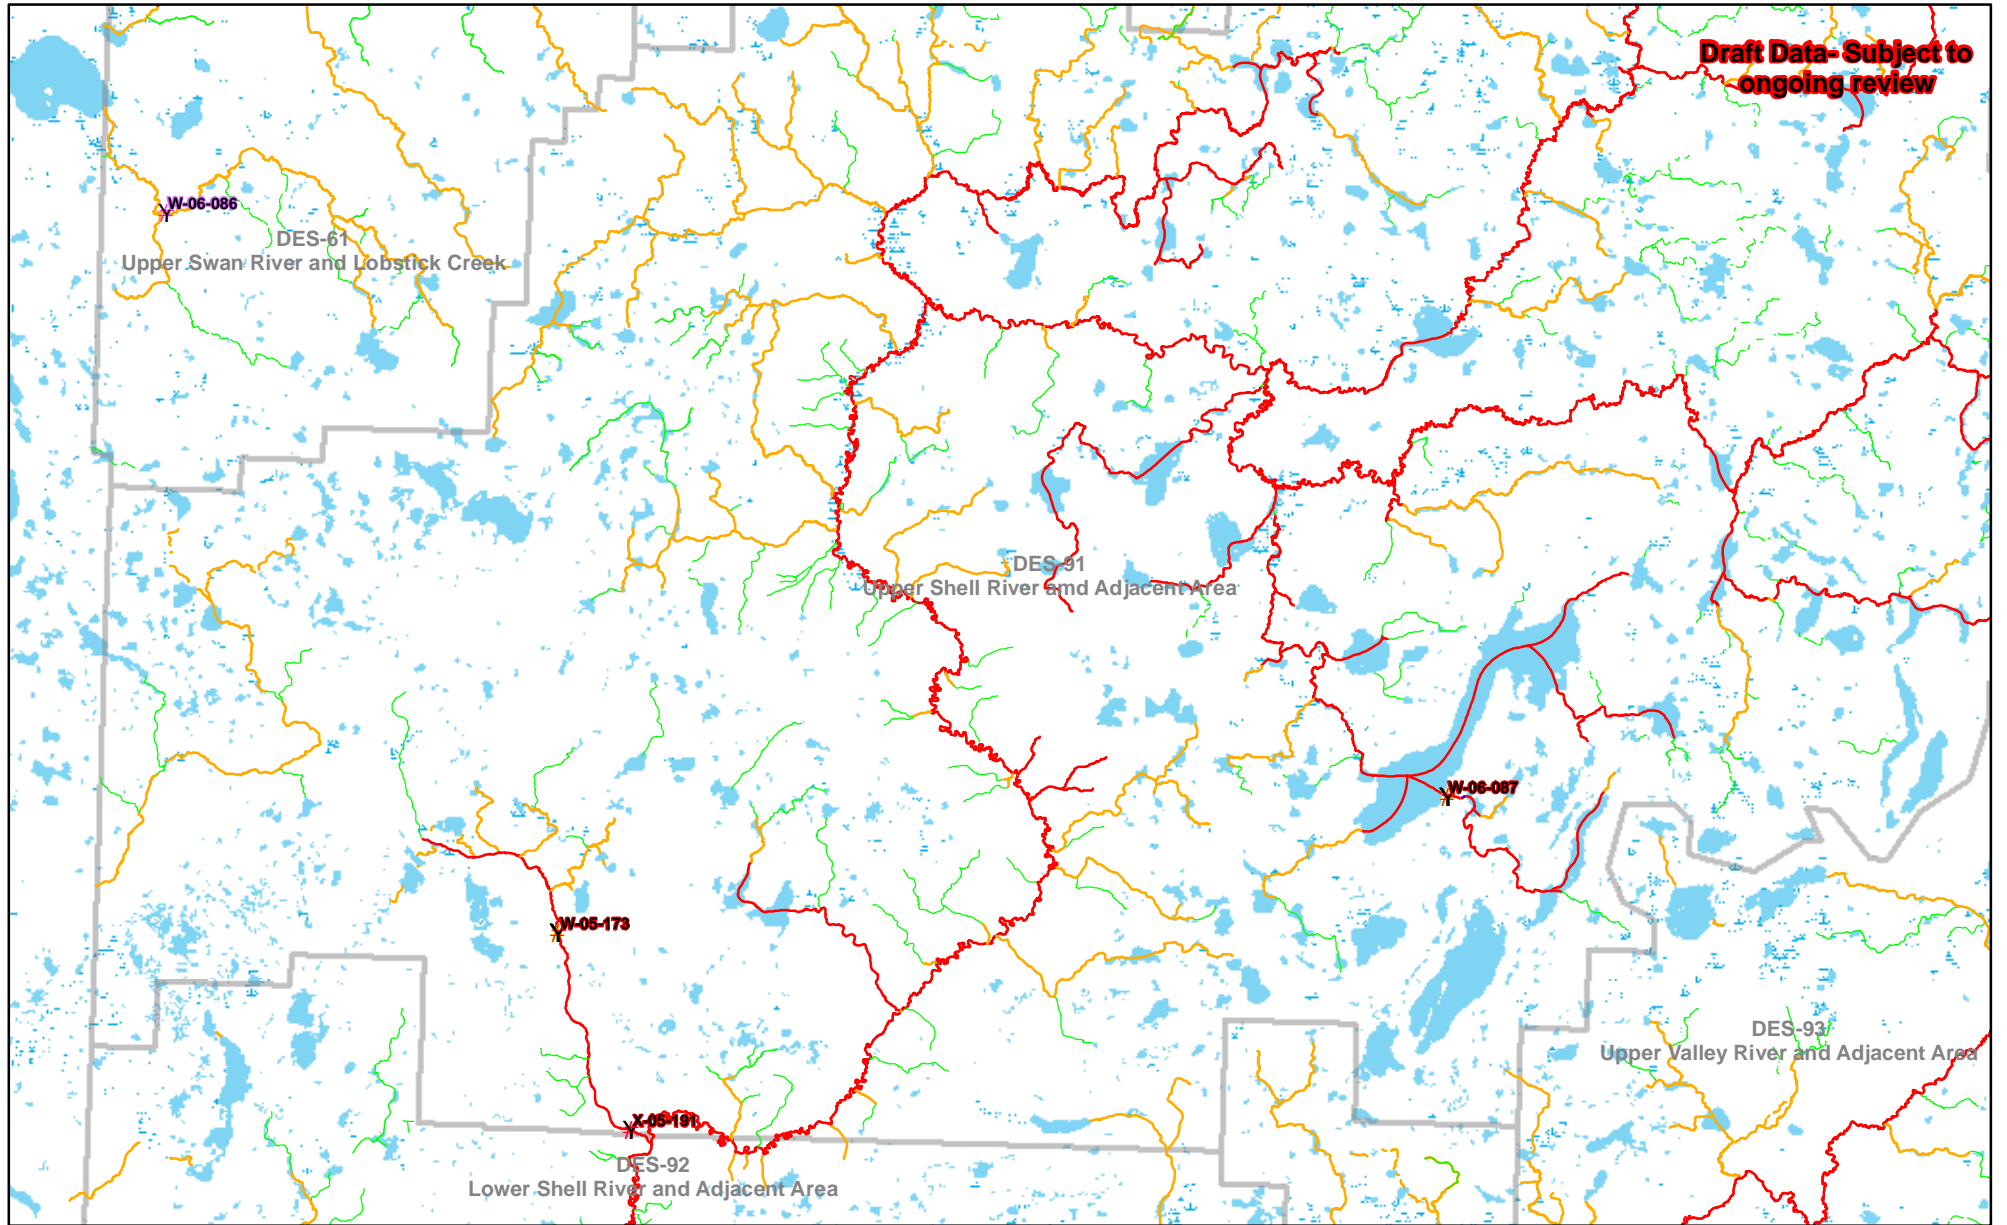 Draft Data- Subject to
ongoing review
W-06-086
DES-61
Upper Swan River and Lobstick Creek
DES-91
Upper Shell River amd Adjacent Area
W-06-087
W-05-173
DES-93
Upper Valley River and Adjacent Area
X-05-191
DES-92
Lower Shell River and Adjacent Area